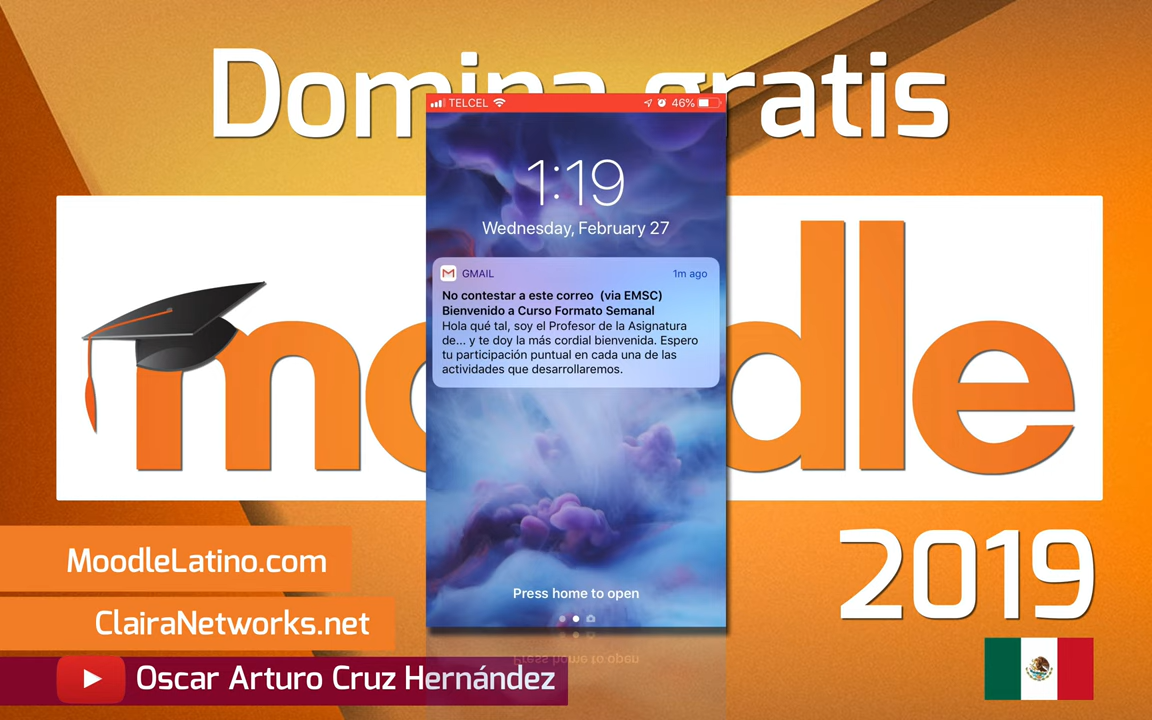 Domina gratis
TELCEL
46%
1:19
Wednesday, February 27
GMAIL
1m ago
No contestar a este correo (via EMSC)
Bienvenido a Curso Formato Semanal
Hola qué tal, soy el Profesor de la Asignatura
de... y te doy la más cordial bienvenida. Espero
tu participación puntual en cada una de las
actividades que desarrollaremos.
moodle
Press home to open
2019
MoodleLatino.com
ClairaNetworks.net
Oscar Arturo Cruz Hernández